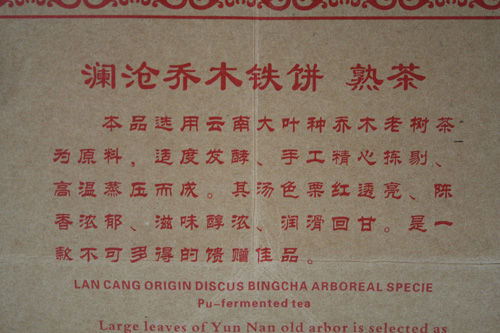 澜沧乔木铁饼 熟茶
本品选用云南大叶种乔木老树茶
为原料，适度发酵、手工精心拣剔、
高温蒸压而成。其汤色栗红透亮、陈
香浓郁、滋味醇浓、润滑回甘。是一
款不可多得的馈赠佳品。
LAN CANG ORIGIN DISCUS BINGCHA ARBOREAL SPECIE
Pu-fermented tea
Large leaves of Yun Nan old arbor is selected as